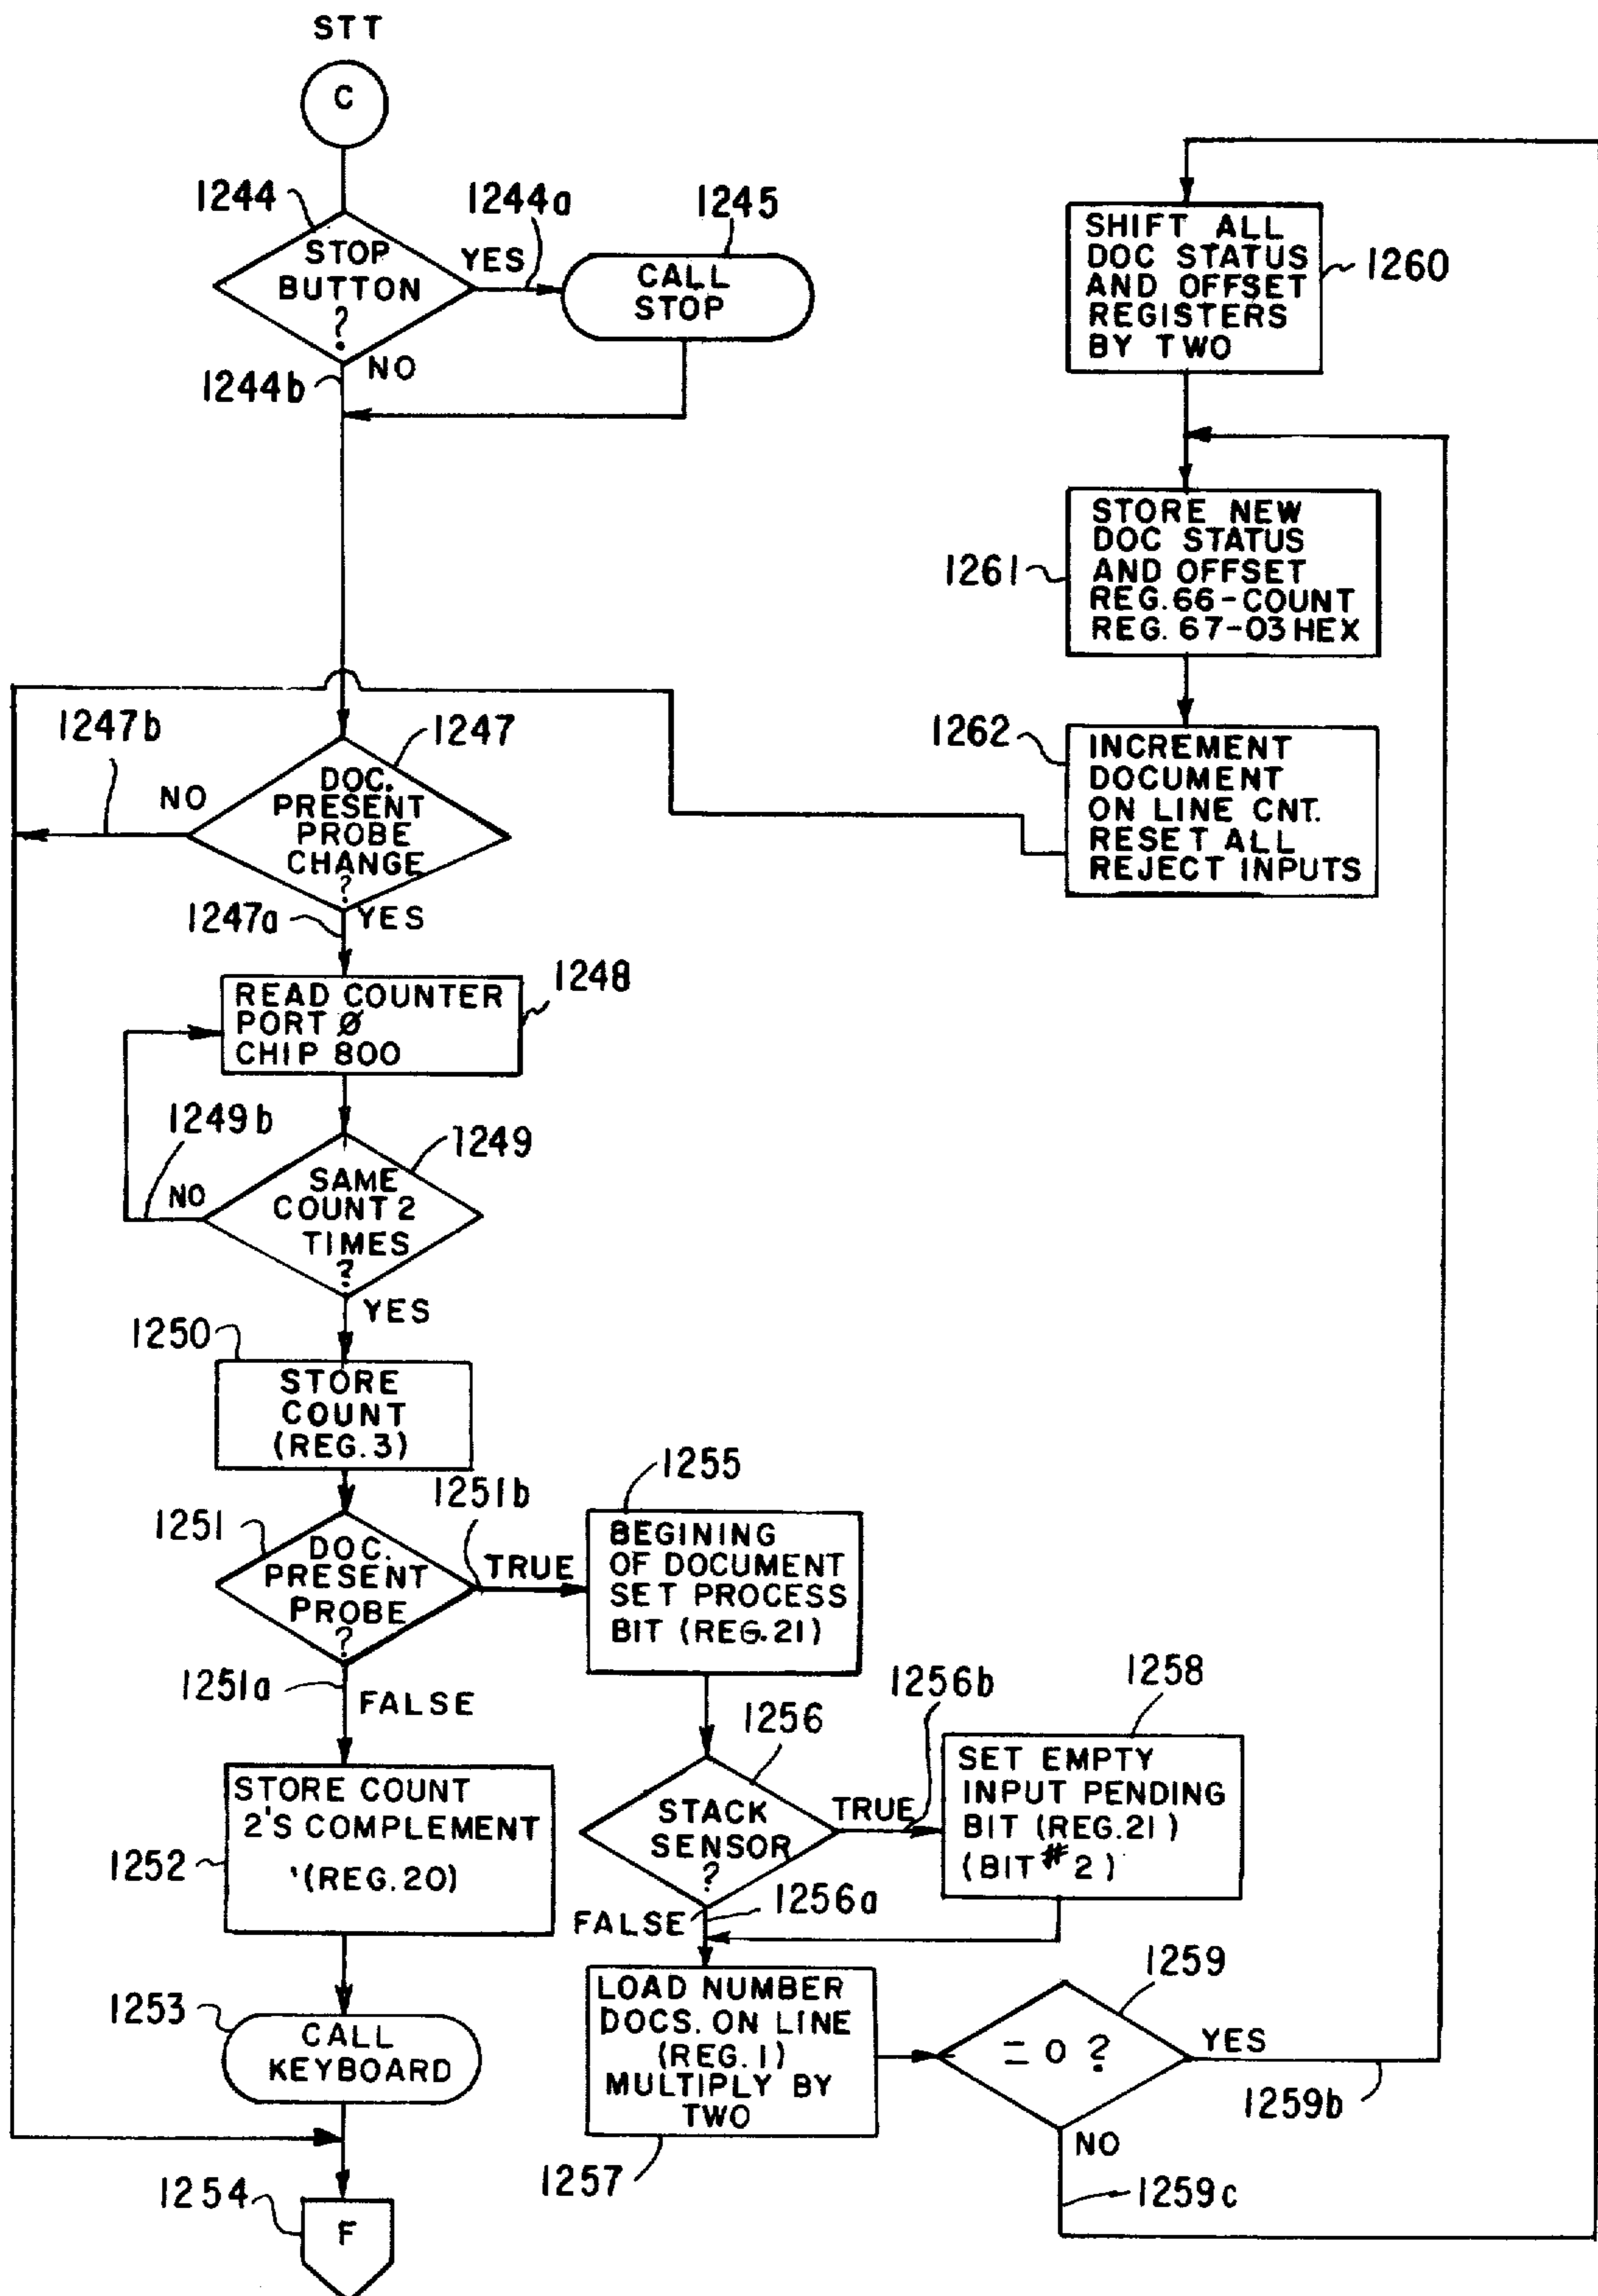 STT
C
1244
STOP
BUTTON
?
1244a
YES
1245
CALL
STOP
1244b
NO
1247b
NO
1247
DOC.
PRESENT
PROBE
CHANGE
?
1247a
YES
1248
READ COUNTER
PORT Ø
CHIP 800
1249b
NO
1249
SAME
COUNT 2
TIMES
?
YES
1250
STORE
COUNT
(REG. 3)
1251
DOC.
PRESENT
PROBE
?
1251b
TRUE
1251a
FALSE
1252
STORE COUNT
2'S COMPLEMENT
'(REG. 20)
1253
CALL
KEYBOARD
1254
F
1255
BEGINING
OF DOCUMENT
SET PROCESS
BIT (REG. 21)
1256
STACK
SENSOR
?
1256b
TRUE
1256a
FALSE
1258
SET EMPTY
INPUT PENDING
BIT (REG. 21)
(BIT # 2)
LOAD NUMBER
DOCS. ON LINE
(REG. 1)
MULTIPLY BY
TWO
1257
1259
= 0 ?
YES
1259b
NO
1259c
SHIFT ALL
DOC STATUS
AND OFFSET
REGISTERS
BY TWO
1260
1261
STORE NEW
DOC STATUS
AND OFFSET
REG. 66 - COUNT
REG. 67 - 03 HEX
1262
INCREMENT
DOCUMENT
ON LINE CNT.
RESET ALL
REJECT INPUTS